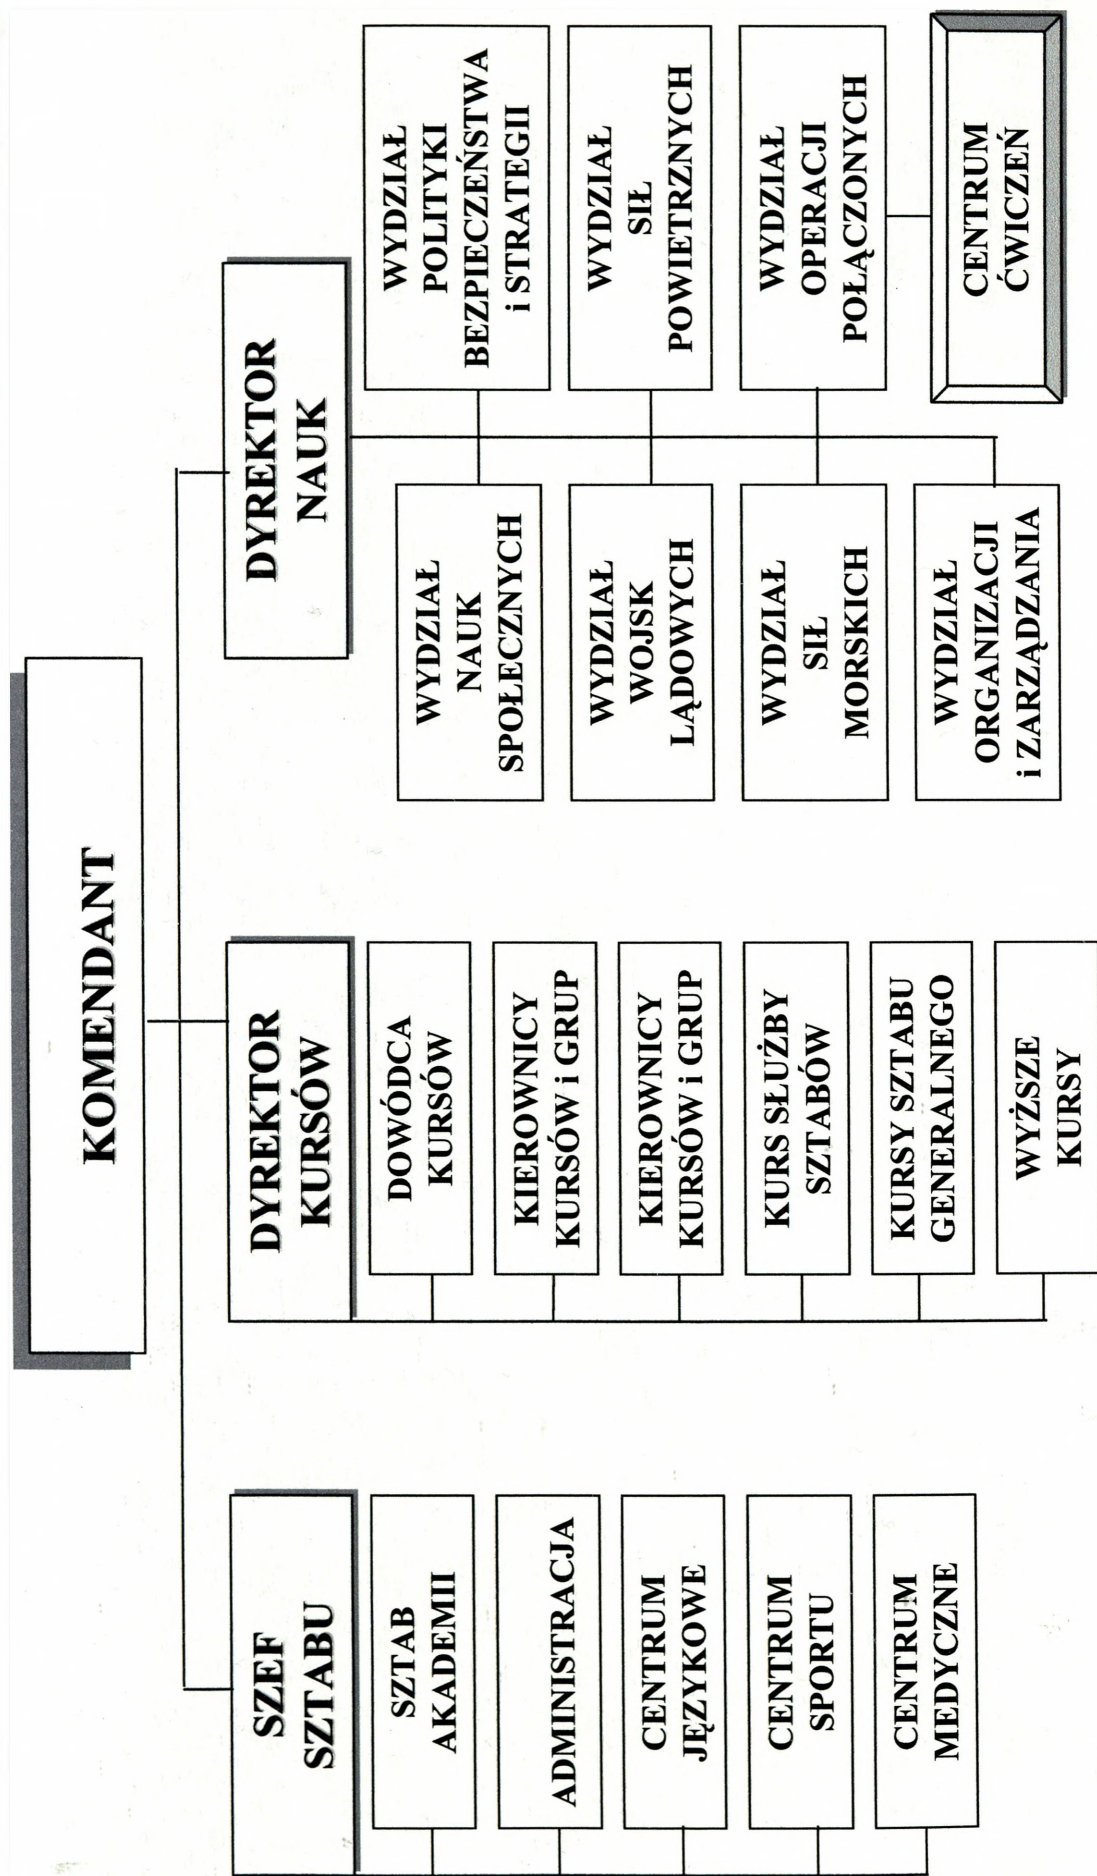 KOMENDANT
SZEF
SZTABU
SZTAB
AKADEMII
ADMINISTRACJA
CENTRUM
JĘZYKOWE
CENTRUM
SPORTU
CENTRUM
MEDYCZNE
DYREKTOR
KURSÓW
DOWÓDCA
KURSÓW
KIEROWNICY
KURSÓW i GRUP
KIEROWNICY
KURSÓW i GRUP
KURS SŁUŻBY
SZTABÓW
KURSY SZTABU
GENERALNEGO
WYŻSZE
KURSY
DYREKTOR
NAUK
WYDZIAŁ
NAUK
SPOŁECZNYCH
WYDZIAŁ
POLITYKI
BEZPIECZEŃSTWA
i STRATEGII
WYDZIAŁ
WOJSK
LĄDOWYCH
WYDZIAŁ
SIŁ
POWIETRZNYCH
WYDZIAŁ
SIŁ
MORSKICH
WYDZIAŁ
OPERACJI
POŁĄCZONYCH
WYDZIAŁ
ORGANIZACJI
i ZARZĄDZANIA
CENTRUM
ĆWICZEŃ